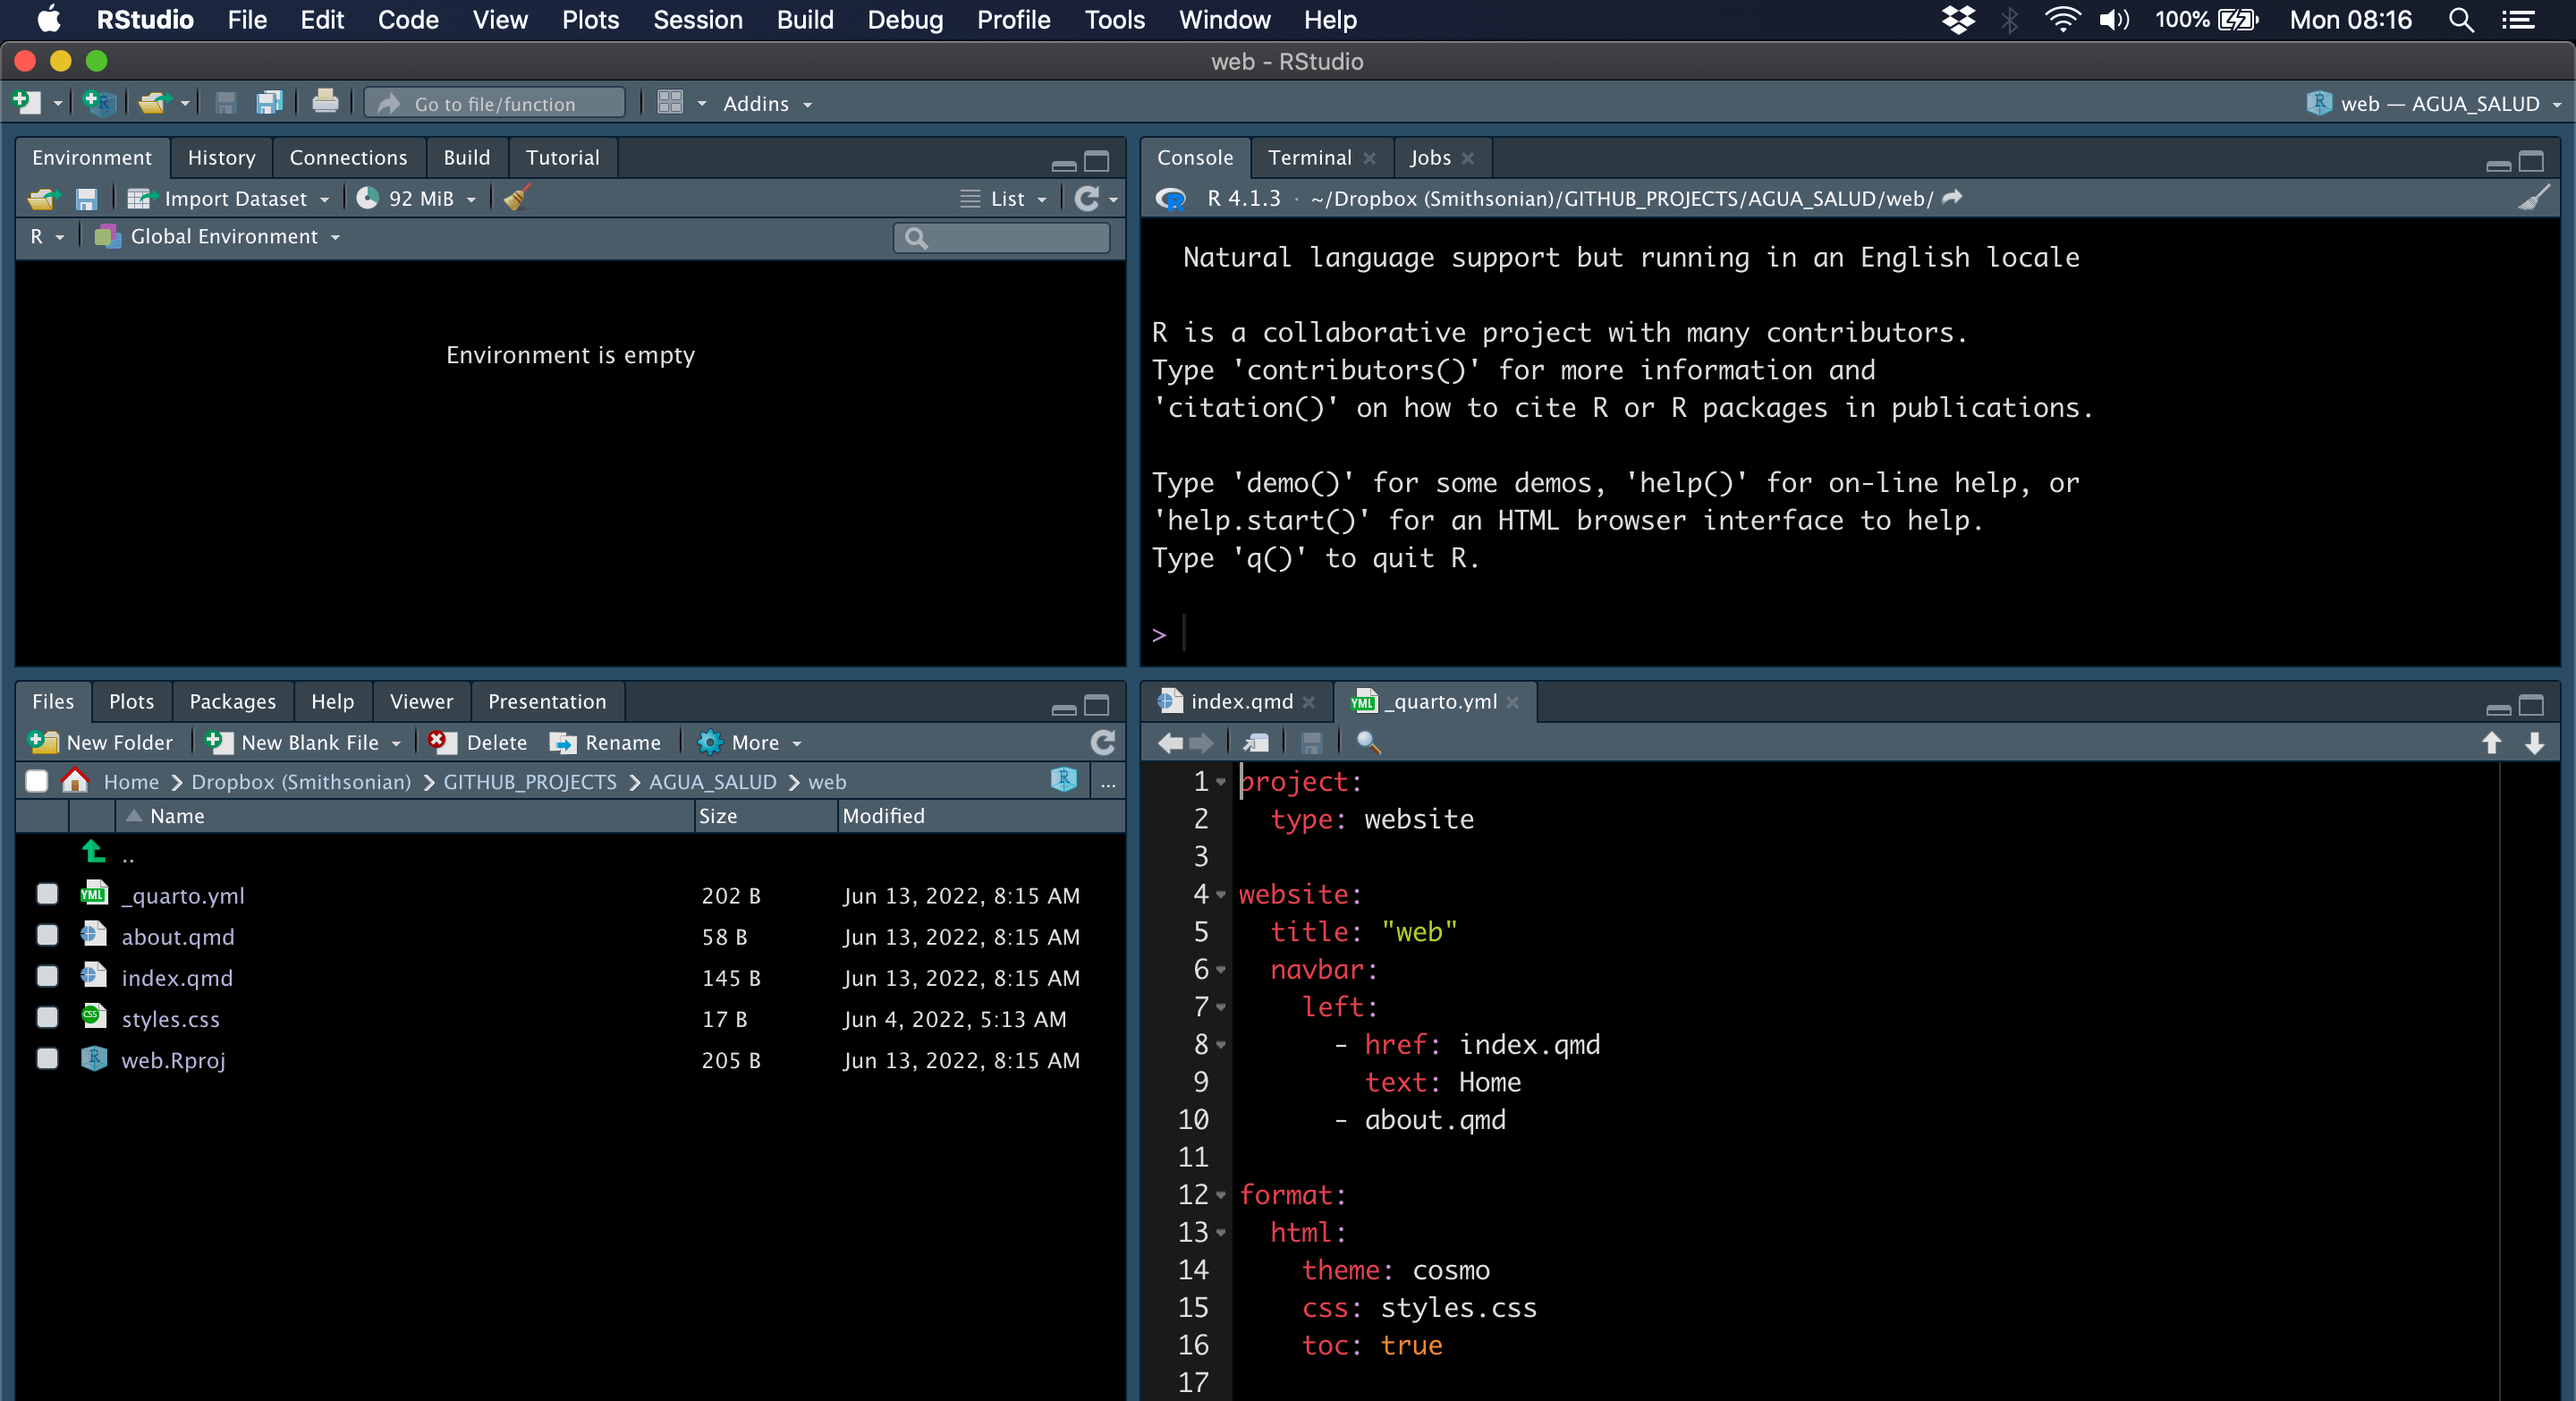 RStudio File Edit Code View Plots Session Build Debug Profile Tools Window Help 100% Mon 08:16
web - RStudio
Go to file/function Addins web — AGUA_SALUD
Environment History Connections Build Tutorial
Import Dataset 92 MiB List
R Global Environment
Environment is empty
Console Terminal Jobs
R 4.1.3 · ~/Dropbox (Smithsonian)/GITHUB_PROJECTS/AGUA_SALUD/web/
Natural language support but running in an English locale
R is a collaborative project with many contributors.
Type 'contributors()' for more information and
'citation()' on how to cite R or R packages in publications.
Type 'demo()' for some demos, 'help()' for on-line help, or
'help.start()' for an HTML browser interface to help.
Type 'q()' to quit R.
>
Files Plots Packages Help Viewer Presentation
New Folder New Blank File Delete Rename More
Home Dropbox (Smithsonian) GITHUB_PROJECTS AGUA_SALUD web ...
Name Size Modified
..
_quarto.yml 202 B Jun 13, 2022, 8:15 AM
about.qmd 58 B Jun 13, 2022, 8:15 AM
index.qmd 145 B Jun 13, 2022, 8:15 AM
styles.css 17 B Jun 4, 2022, 5:13 AM
web.Rproj 205 B Jun 13, 2022, 8:15 AM
index.qmd _quarto.yml
1 project:
2 type: website
3
4 website:
5 title: "web"
6 navbar:
7 left:
8 - href: index.qmd
9 text: Home
10 - about.qmd
11
12 format:
13 html:
14 theme: cosmo
15 css: styles.css
16 toc: true
17